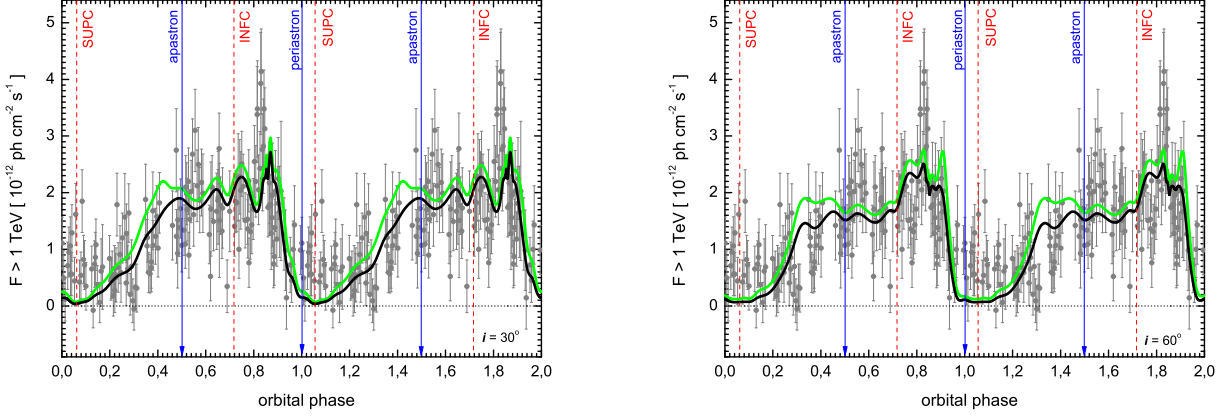 SUPC
apastron
INFC
periastron
SUPC
apastron
INFC
F > 1 TeV [ 10⁻¹² ph cm⁻² s⁻¹ ]
5
4
3
2
1
0
i = 30°
0,0 0,2 0,4 0,6 0,8 1,0 1,2 1,4 1,6 1,8 2,0
orbital phase
SUPC
apastron
INFC
periastron
SUPC
apastron
INFC
F > 1 TeV [ 10⁻¹² ph cm⁻² s⁻¹ ]
5
4
3
2
1
0
i = 60°
0,0 0,2 0,4 0,6 0,8 1,0 1,2 1,4 1,6 1,8 2,0
orbital phase